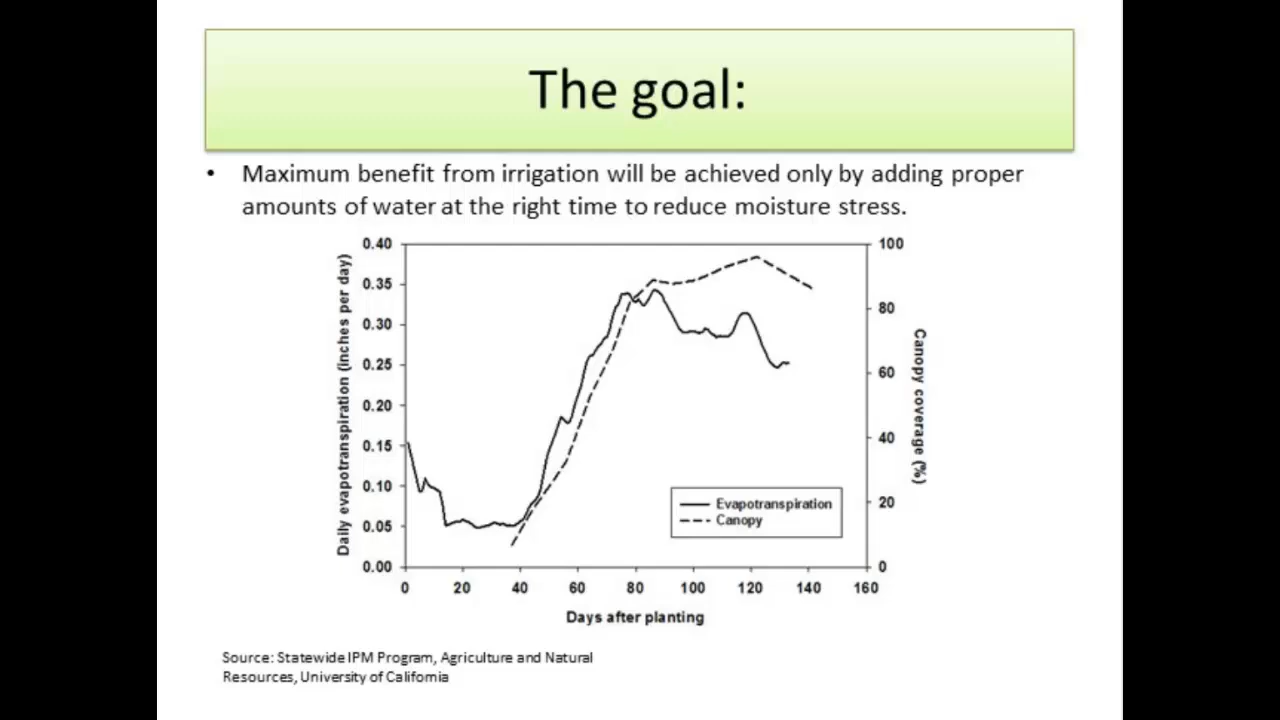 The goal:
• Maximum benefit from irrigation will be achieved only by adding proper
amounts of water at the right time to reduce moisture stress.
Daily evapotranspiration (inches per day)
0.40
0.35
0.30
0.25
0.20
0.15
0.10
0.05
0.00
100
80
60
40
20
0
Canopy coverage (%)
Evapotranspiration
Canopy
0 20 40 60 80 100 120 140 160
Days after planting
Source: Statewide IPM Program, Agriculture and Natural
Resources, University of California